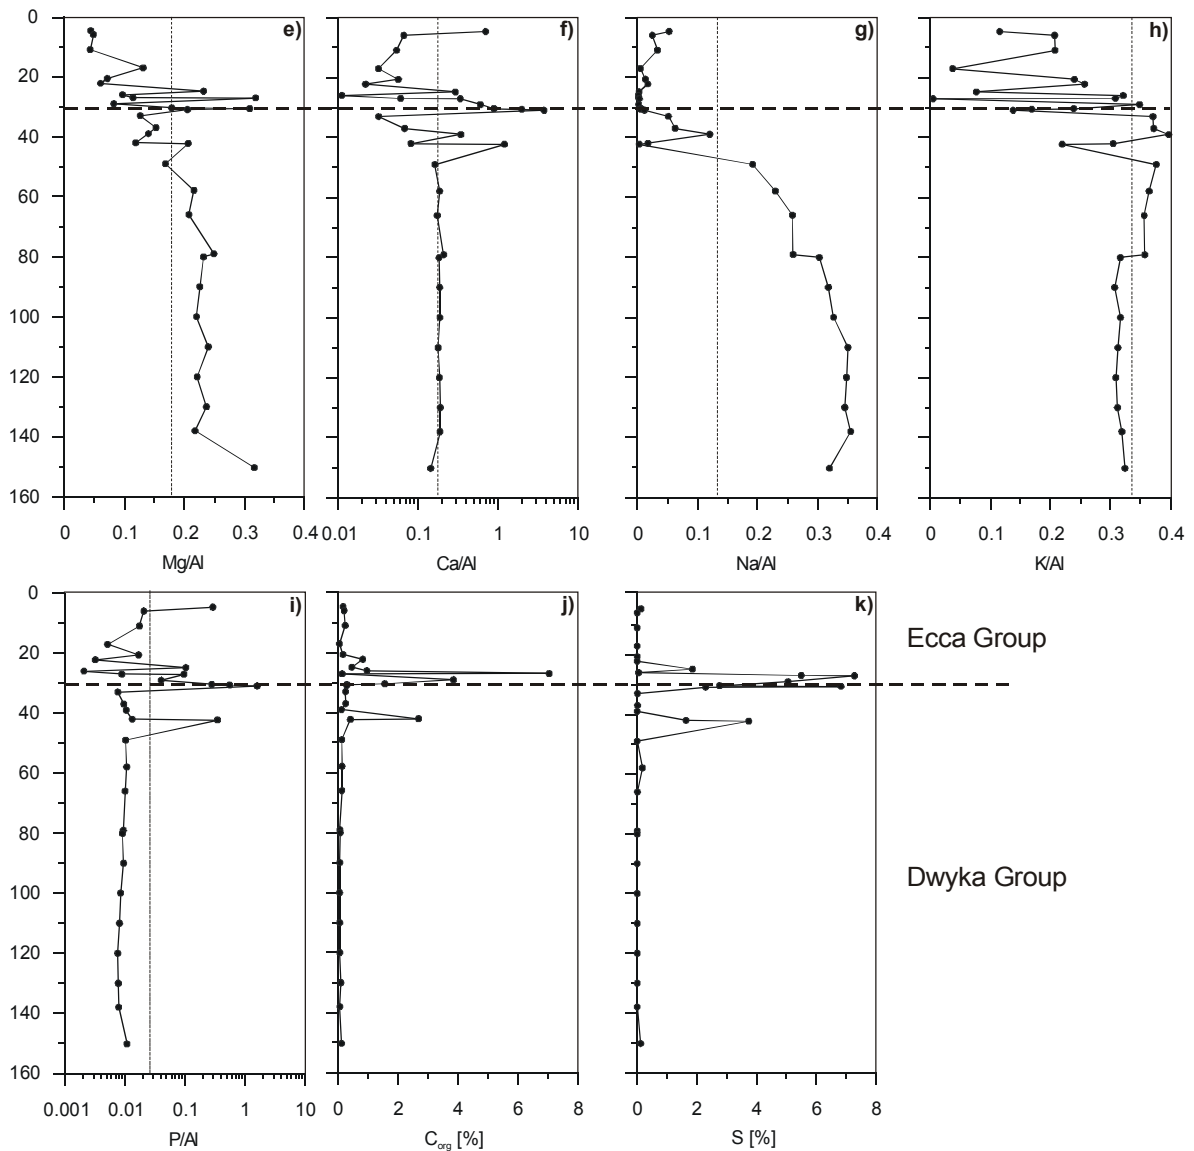 e) f) g) h)
0
20
40
60
80
100
120
140
160
0 0.1 0.2 0.3 0.4 0.01 0.1 1 10 0 0.1 0.2 0.3 0.4 0 0.1 0.2 0.3 0.4
Mg/Al Ca/Al Na/Al K/Al
i) j) k)
0
20
Ecca Group
40
60
80
Dwyka Group
100
120
140
160
0.001 0.01 0.1 1 10 0 2 4 6 8 0 2 4 6 8
P/Al Corg [%] S [%]